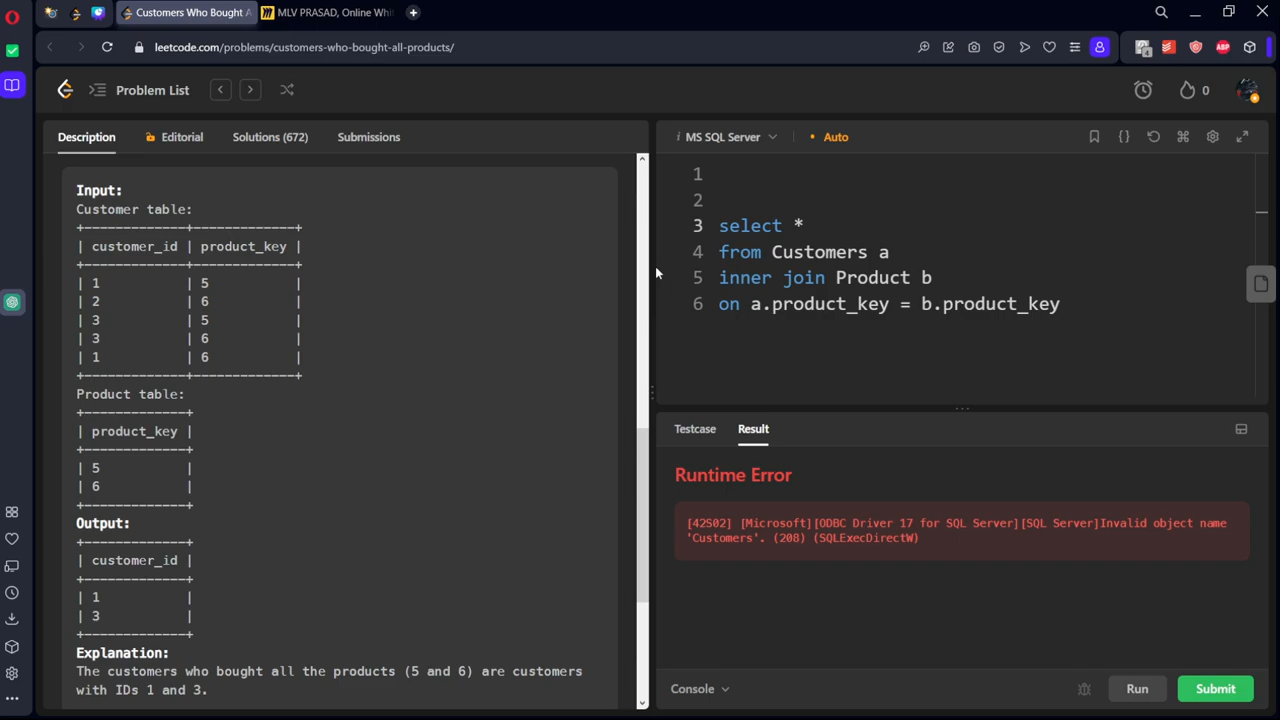 Customers Who Bought A
MLV PRASAD, Online Whi
leetcode.com/problems/customers-who-bought-all-products/
4
ABP
Problem List
0
Description
Editorial
Solutions (672)
Submissions
Input:
Customer table:
+-------------+-------------+
| customer_id | product_key |
+-------------+-------------+
| 1 | 5 |
| 2 | 6 |
| 3 | 5 |
| 3 | 6 |
| 1 | 6 |
+-------------+-------------+
Product table:
+-------------+
| product_key |
+-------------+
| 5 |
| 6 |
+-------------+
Output:
+-------------+
| customer_id |
+-------------+
| 1 |
| 3 |
+-------------+
Explanation:
The customers who bought all the products (5 and 6) are customers
with IDs 1 and 3.
i MS SQL Server
• Auto
1
2
3 select *
4 from Customers a
5 inner join Product b
6 on a.product_key = b.product_key
Testcase
Result
Runtime Error
[42S02] [Microsoft][ODBC Driver 17 for SQL Server][SQL Server]Invalid object name
'Customers'. (208) (SQLExecDirectW)
Console
Run
Submit